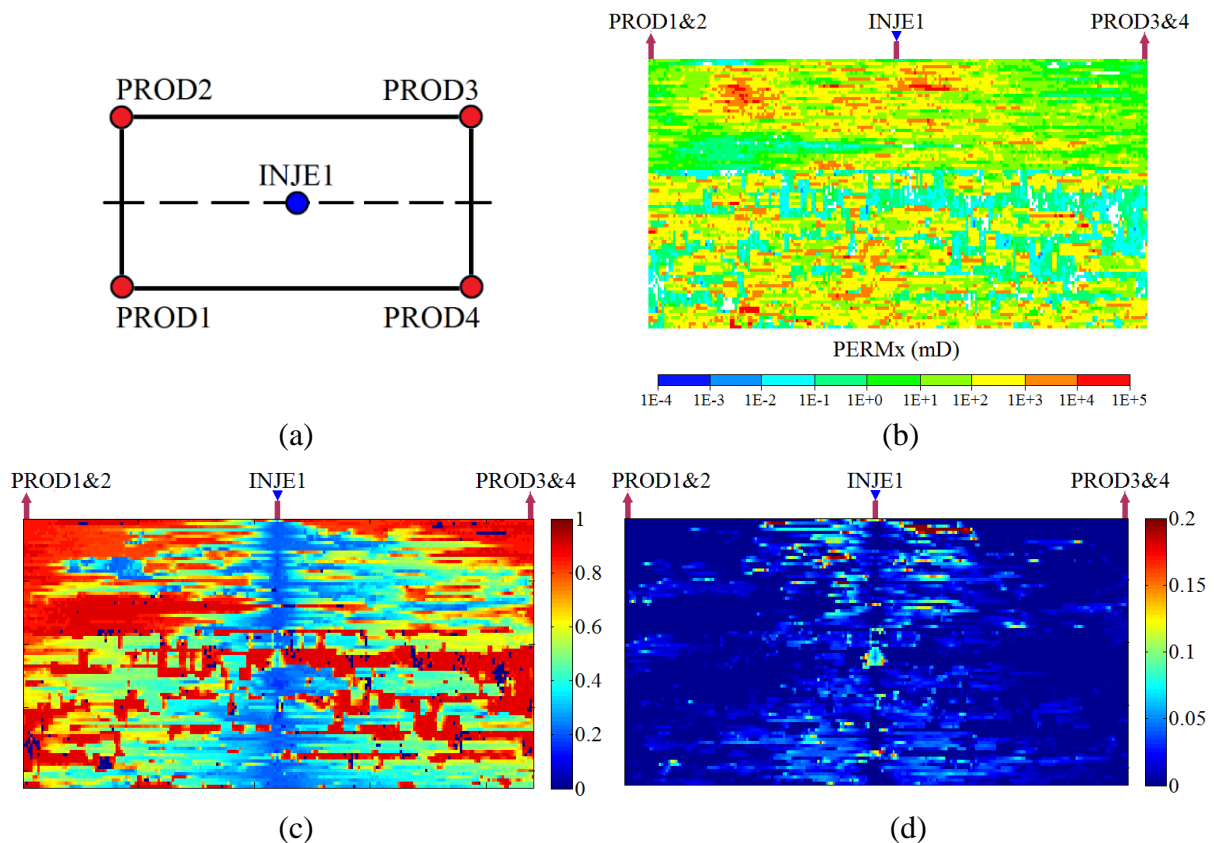 PROD2 PROD3
INJE1
PROD1 PROD4
(a)
PROD1&2 INJE1 PROD3&4
PERMx (mD)
1E-4 1E-3 1E-2 1E-1 1E+0 1E+1 1E+2 1E+3 1E+4 1E+5
(b)
PROD1&2 INJE1 PROD3&4
1
0.8
0.6
0.4
0.2
0
(c)
PROD1&2 INJE1 PROD3&4
0.2
0.15
0.1
0.05
0
(d)